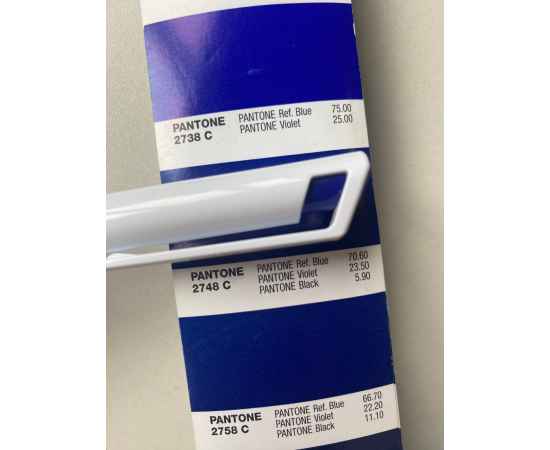 PANTONE PANTONE Ref. Blue 75.00
2738 C PANTONE Violet 25.00
PANTONE PANTONE Ref. Blue 70.60
2748 C PANTONE Violet 23.50
PANTONE Black 5.90
PANTONE PANTONE Ref. Blue 66.70
2758 C PANTONE Violet 22.20
PANTONE Black 11.10